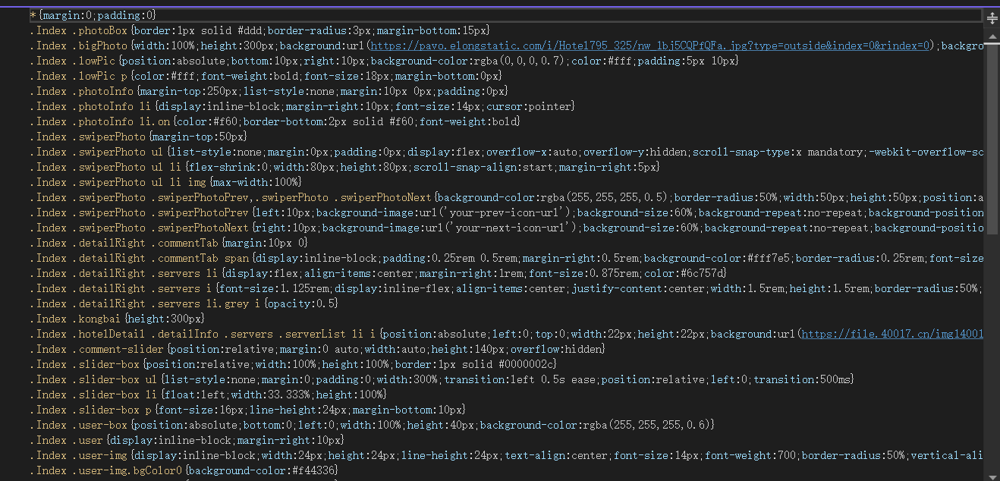 *{margin:0;padding:0}
.Index .photoBox{border:1px solid #ddd;border-radius:3px;margin-bottom:15px}
.Index .bigPhoto{width:100%;height:300px;background:url(https://pavo.elongstatic.com/i/Hotel795_325/nw_1bj5CQPfQFa.jpg?type=outside&index=0&rindex=0);backgro
.Index .lowPic{position:absolute;bottom:10px;right:10px;background-color:rgba(0,0,0,0.7);color:#fff;padding:5px 10px}
.Index .lowPic p{color:#fff;font-weight:bold;font-size:18px;margin-bottom:0px}
.Index .photoInfo{margin-top:250px;list-style:none;margin:10px 0px;padding:0px}
.Index .photoInfo li{display:inline-block;margin-right:10px;font-size:14px;cursor:pointer}
.Index .photoInfo li.on{color:#f60;border-bottom:2px solid #f60;font-weight:bold}
.Index .swiperPhoto{margin-top:50px}
.Index .swiperPhoto ul{list-style:none;margin:0px;padding:0px;display:flex;overflow-x:auto;overflow-y:hidden;scroll-snap-type:x mandatory;-webkit-overflow-sc
.Index .swiperPhoto ul li{flex-shrink:0;width:80px;height:80px;scroll-snap-align:start;margin-right:5px}
.Index .swiperPhoto ul li img{max-width:100%}
.Index .swiperPhoto .swiperPhotoPrev,.swiperPhoto .swiperPhotoNext{background-color:rgba(255,255,255,0.5);border-radius:50%;width:50px;height:50px;position:a
.Index .swiperPhoto .swiperPhotoPrev{left:10px;background-image:url('your-prev-icon-url');background-size:60%;background-repeat:no-repeat;background-position
.Index .swiperPhoto .swiperPhotoNext{right:10px;background-image:url('your-next-icon-url');background-size:60%;background-repeat:no-repeat;background-positio
.Index .detailRight .commentTab{margin:10px 0}
.Index .detailRight .commentTab span{display:inline-block;padding:0.25rem 0.5rem;margin-right:0.5rem;background-color:#fff7e5;border-radius:0.25rem;font-size
.Index .detailRight .servers li{display:flex;align-items:center;margin-right:1rem;font-size:0.875rem;color:#6c757d}
.Index .detailRight .servers i{font-size:1.125rem;display:inline-flex;align-items:center;justify-content:center;width:1.5rem;height:1.5rem;border-radius:50%;
.Index .detailRight .servers li.grey i{opacity:0.5}
.Index .kongbai{height:300px}
.Index .hotelDetail .detailInfo .servers .serverList li i{position:absolute;left:0;top:0;width:22px;height:22px;background:url(https://file.40017.cn/img14001
.Index .comment-slider{position:relative;margin:0 auto;width:auto;height:140px;overflow:hidden}
.Index .slider-box{position:relative;width:100%;height:100%;border:1px solid #0000002c}
.Index .slider-box ul{list-style:none;margin:0;padding:0;width:300%;transition:left 0.5s ease;position:relative;left:0;transition:500ms}
.Index .slider-box li{float:left;width:33.333%;height:100%}
.Index .slider-box p{font-size:16px;line-height:24px;margin-bottom:10px}
.Index .user-box{position:absolute;bottom:0;left:0;width:100%;height:40px;background-color:rgba(255,255,255,0.6)}
.Index .user{display:inline-block;margin-right:10px}
.Index .user-img{display:inline-block;width:24px;height:24px;line-height:24px;text-align:center;font-size:14px;font-weight:700;border-radius:50%;vertical-ali
.Index .user-img.bgColor0{background-color:#f44336}